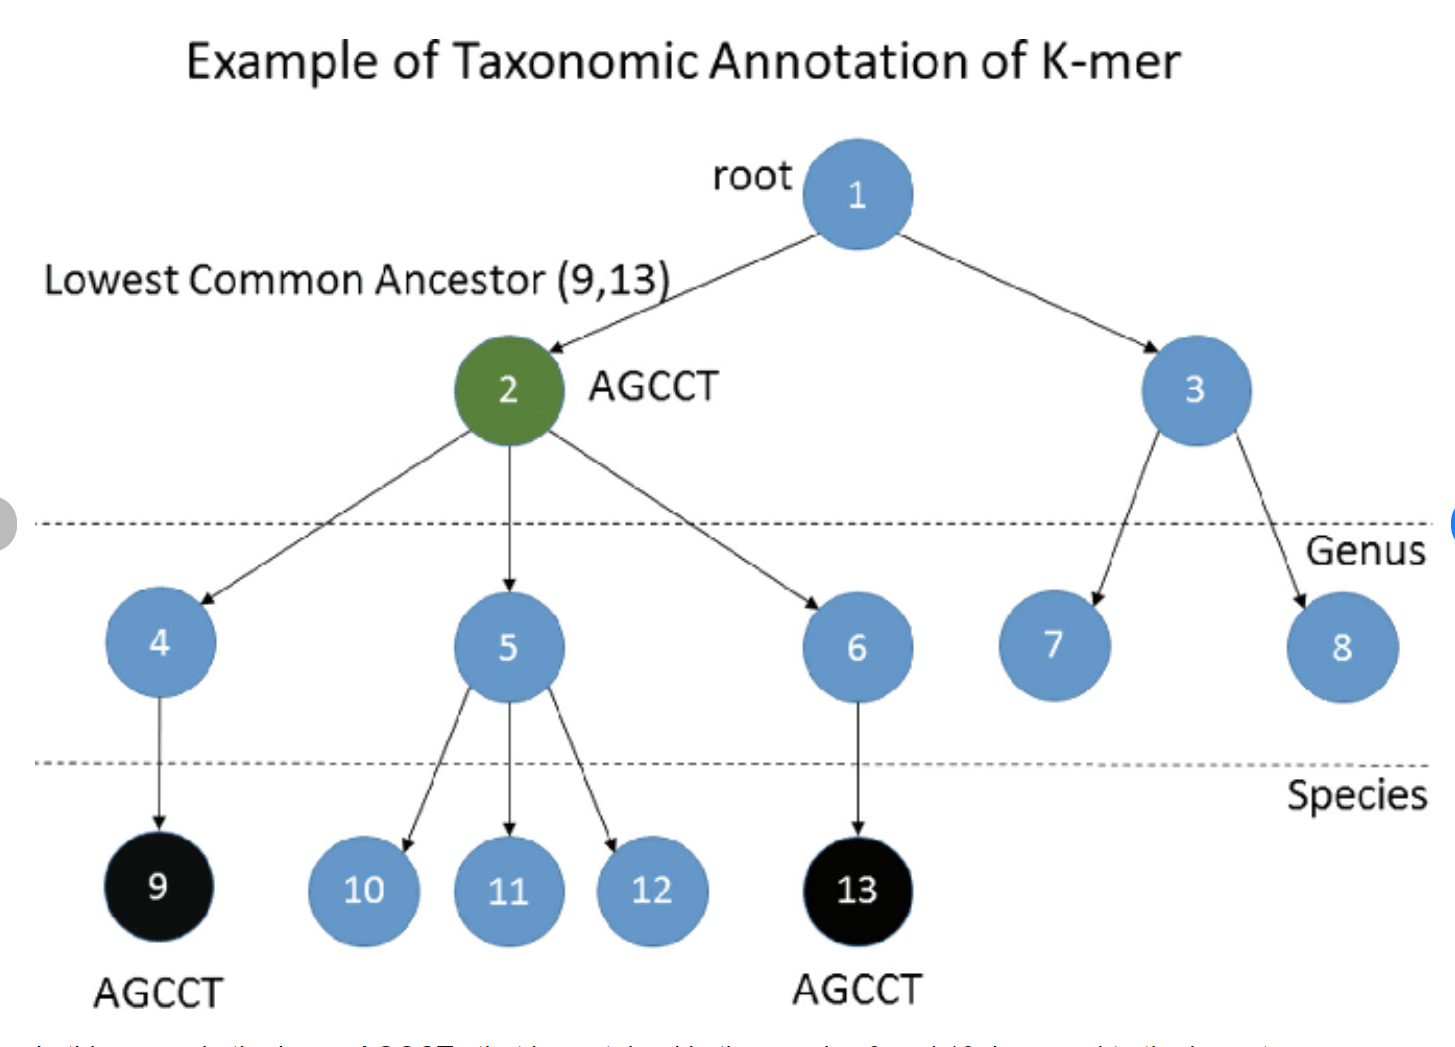 Example of Taxonomic Annotation of K-mer
root
1
Lowest Common Ancestor (9,13)
2
AGCCT
3
Genus
4
5
6
7
8
Species
9
10
11
12
13
AGCCT
AGCCT